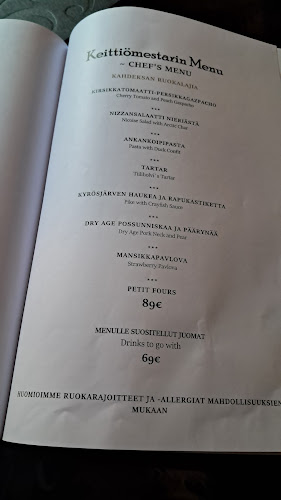 Keittiömestarin Menu
~ CHEF'S MENU
KAHDEKSAN RUOKALAJIA
KIRSIKKATOMAATTI-PERSIKKAGAZPACHO
Cherry Tomato and Peach Gazpacho
***
NIZZANSALAATTI NIERIÄSTÄ
Nicoise Salad with Arctic Char
***
ANKANKOIPIPASTA
Pasta with Duck Confit
***
TARTAR
Tiiliholvi´s Tartar
***
KYRÖSJÄRVEN HAUKEA JA RAPUKASTIKETTA
Pike with Crayfish Sauce
***
DRY AGE POSSUNNISKAA JA PÄÄRYNÄÄ
Dry Age Pork Neck and Pear
***
MANSIKKAPAVLOVA
Strawberry Pavlova
***
PETIT FOURS
89€
MENULLE SUOSITELLUT JUOMAT
Drinks to go with
69€
HUOMIOIMME RUOKARAJOITTEET JA -ALLERGIAT MAHDOLLISUUKSIEN
MUKAAN